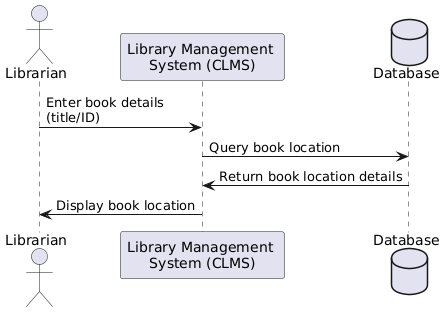 Librarian
Library Management
System (CLMS)
Database
Enter book details
(title/ID)
Query book location
Return book location details
Display book location
Librarian
Library Management
System (CLMS)
Database